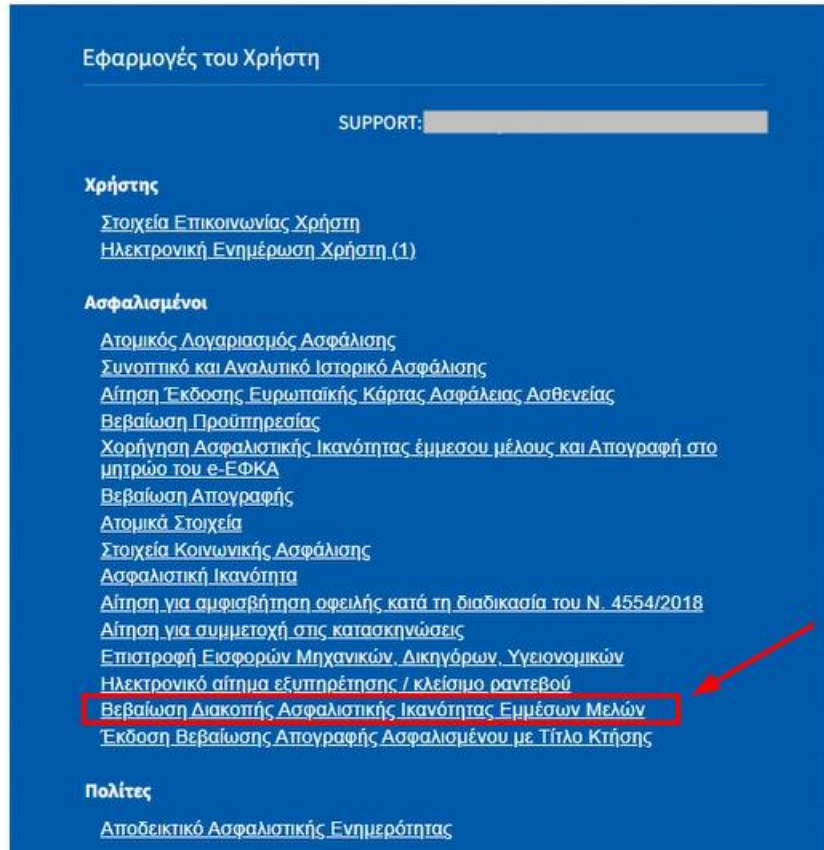 Εφαρμογές του Χρήστη
SUPPORT:
Χρήστης
Στοιχεία Επικοινωνίας Χρήστη
Ηλεκτρονική Ενημέρωση Χρήστη (1)
Ασφαλισμένοι
Ατομικός Λογαριασμός Ασφάλισης
Συνοπτικό και Αναλυτικό Ιστορικό Ασφάλισης
Αίτηση Έκδοσης Ευρωπαϊκής Κάρτας Ασφάλειας Ασθενείας
Βεβαίωση Προϋπηρεσίας
Χορήγηση Ασφαλιστικής Ικανότητας έμμεσου μέλους και Απογραφή στο
μητρώο του e-ΕΦΚΑ
Βεβαίωση Απογραφής
Ατομικά Στοιχεία
Στοιχεία Κοινωνικής Ασφάλισης
Ασφαλιστική Ικανότητα
Αίτηση για αμφισβήτηση οφειλής κατά τη διαδικασία του Ν. 4554/2018
Αίτηση για συμμετοχή στις κατασκηνώσεις
Επιστροφή Εισφορών Μηχανικών, Δικηγόρων, Υγειονομικών
Ηλεκτρονικό αίτημα εξυπηρέτησης / κλείσιμο ραντεβού
Βεβαίωση Διακοπής Ασφαλιστικής Ικανότητας Εμμέσων Μελών
Έκδοση Βεβαίωσης Απογραφής Ασφαλισμένου με Τίτλο Κτήσης
Πολίτες
Αποδεικτικό Ασφαλιστικής Ενημερότητας